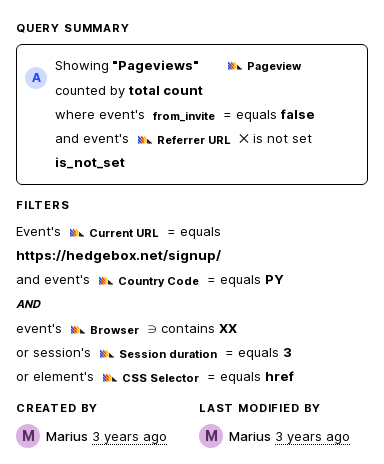 QUERY SUMMARY
A
Showing "Pageviews" Pageview
counted by total count
where event's from_invite = equals false
and event's Referrer URL ✕ is not set
is_not_set
FILTERS
Event's Current URL = equals
https://hedgebox.net/signup/
and event's Country Code = equals PY
AND
event's Browser ∋ contains XX
or session's Session duration = equals 3
or element's CSS Selector = equals href
CREATED BY LAST MODIFIED BY
M Marius 3 years ago M Marius 3 years ago